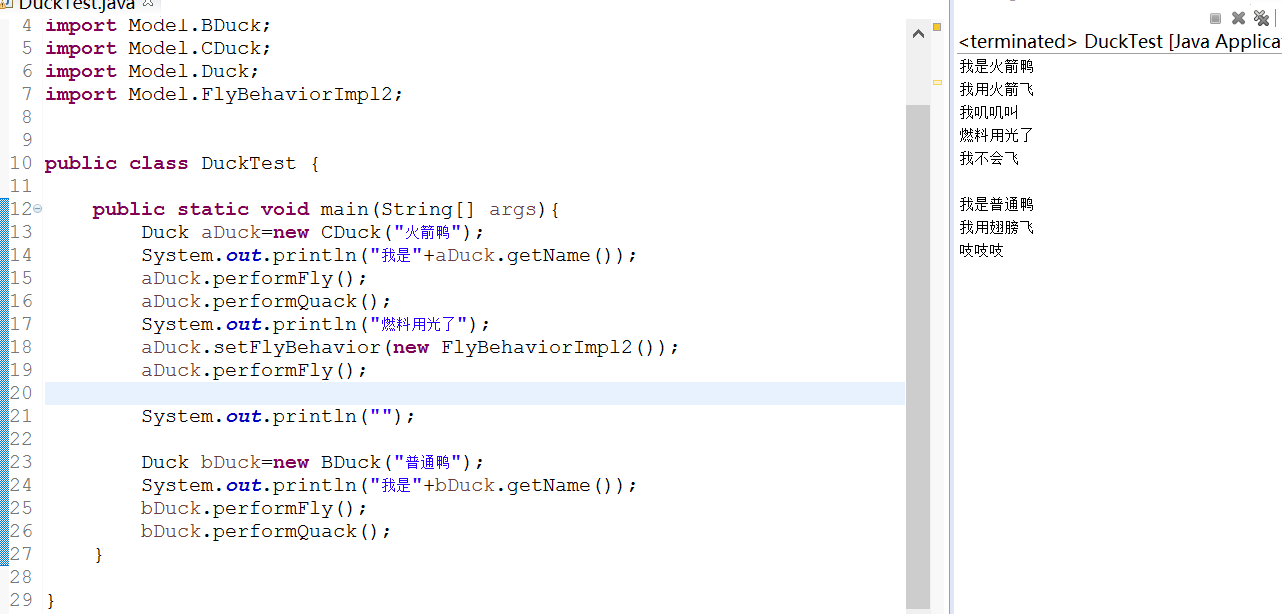 DuckTest.java
4 import Model.BDuck;
5 import Model.CDuck;
6 import Model.Duck;
7 import Model.FlyBehaviorImpl2;
8
9
10 public class DuckTest {
11
12 public static void main(String[] args){
13 Duck aDuck=new CDuck("火箭鸭");
14 System.out.println("我是"+aDuck.getName());
15 aDuck.performFly();
16 aDuck.performQuack();
17 System.out.println("燃料用光了");
18 aDuck.setFlyBehavior(new FlyBehaviorImpl2());
19 aDuck.performFly();
20
21 System.out.println("");
22
23 Duck bDuck=new BDuck("普通鸭");
24 System.out.println("我是"+bDuck.getName());
25 bDuck.performFly();
26 bDuck.performQuack();
27 }
28
29 }
<terminated> DuckTest [Java Applica
我是火箭鸭
我用火箭飞
我叽叽叫
燃料用光了
我不会飞
我是普通鸭
我用翅膀飞
吱吱吱